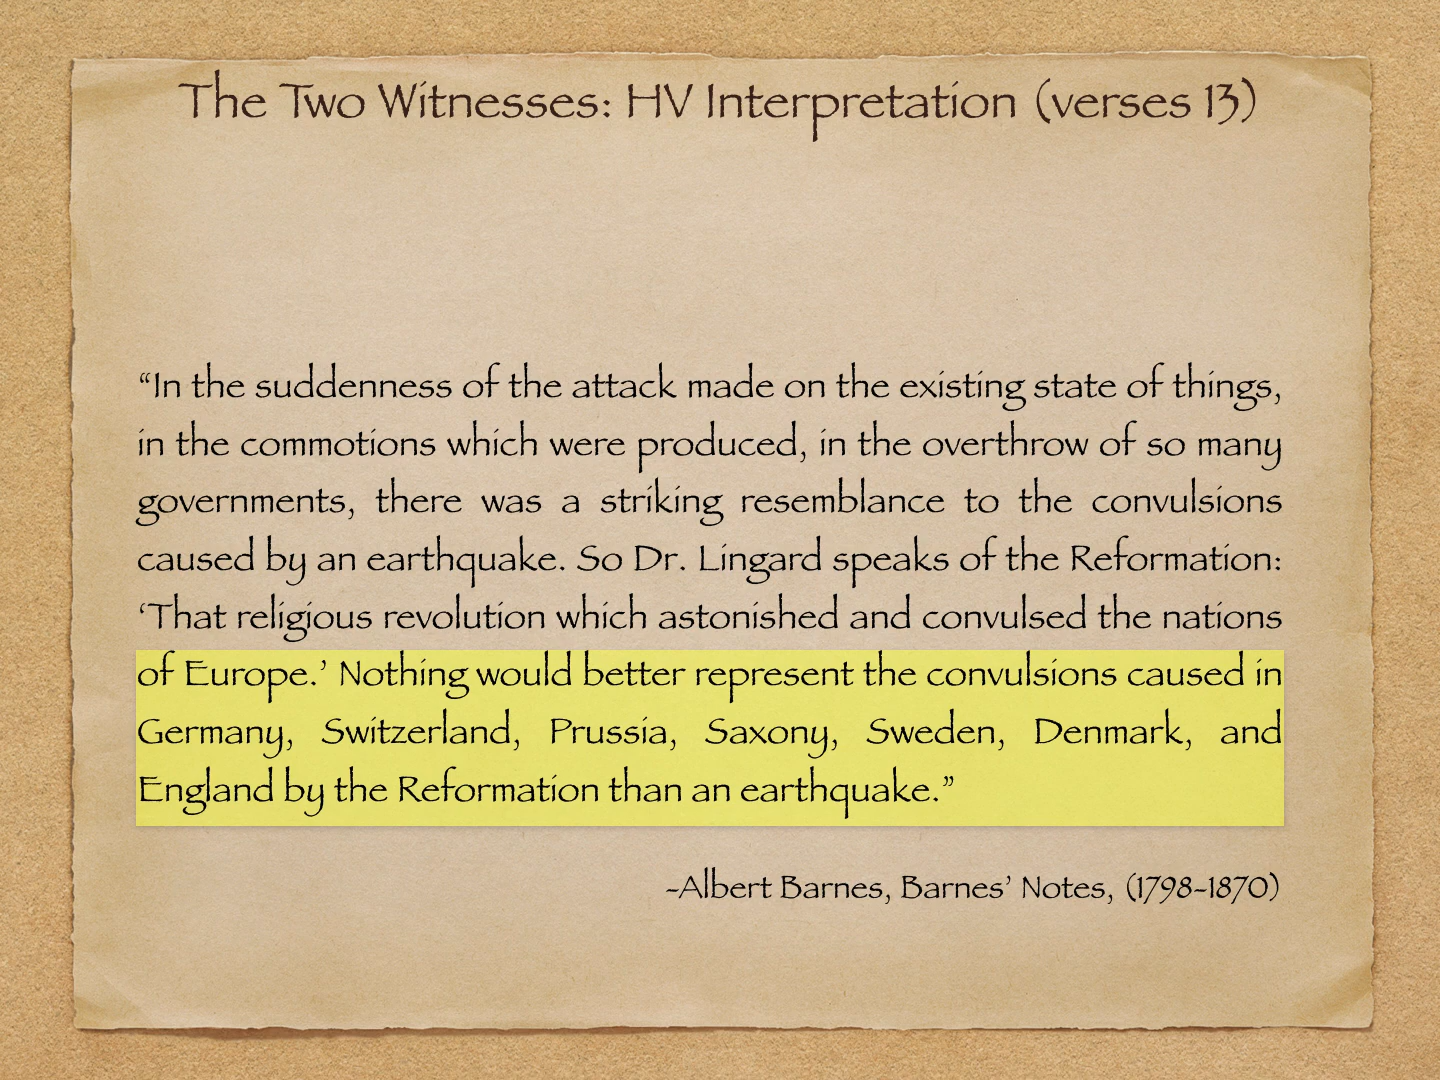 The Two Witnesses: HV Interpretation (verses 13)
“In the suddenness of the attack made on the existing state of things,
in the commotions which were produced, in the overthrow of so many
governments, there was a striking resemblance to the convulsions
caused by an earthquake. So Dr. Lingard speaks of the Reformation:
‘That religious revolution which astonished and convulsed the nations
of Europe.’ Nothing would better represent the convulsions caused in
Germany, Switzerland, Prussia, Saxony, Sweden, Denmark, and
England by the Reformation than an earthquake.”
-Albert Barnes, Barnes’ Notes, (1798-1870)